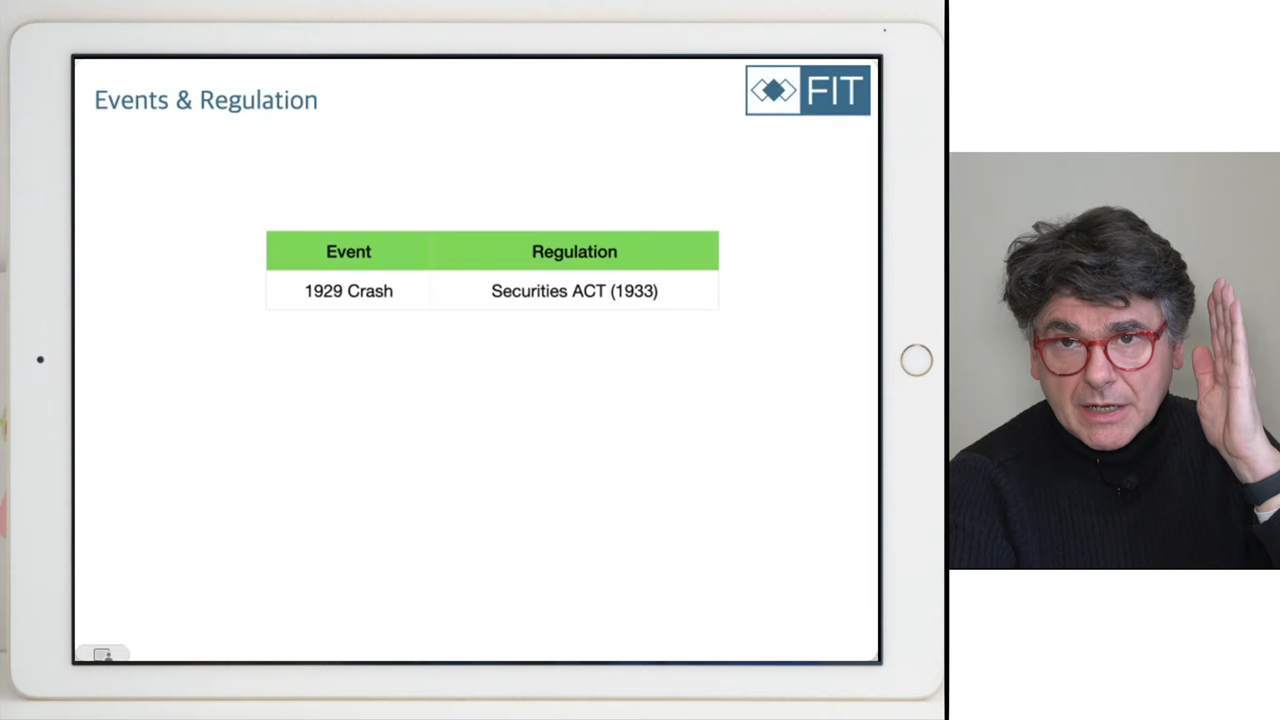 Events & Regulation
FIT
Event Regulation
1929 Crash Securities ACT (1933)